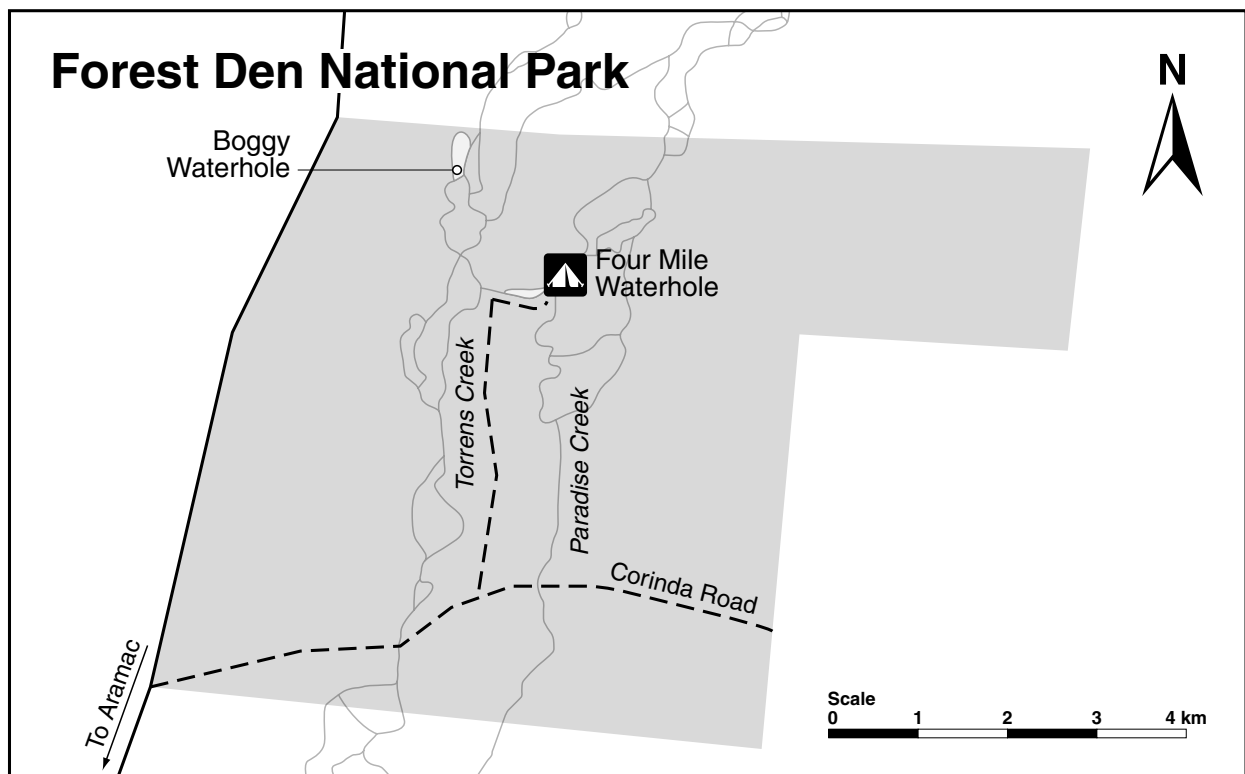 Forest Den National Park
N
Boggy
Waterhole
Four Mile
Waterhole
Torrens Creek
Paradise Creek
Corinda Road
To Aramac
Scale
0 1 2 3 4 km